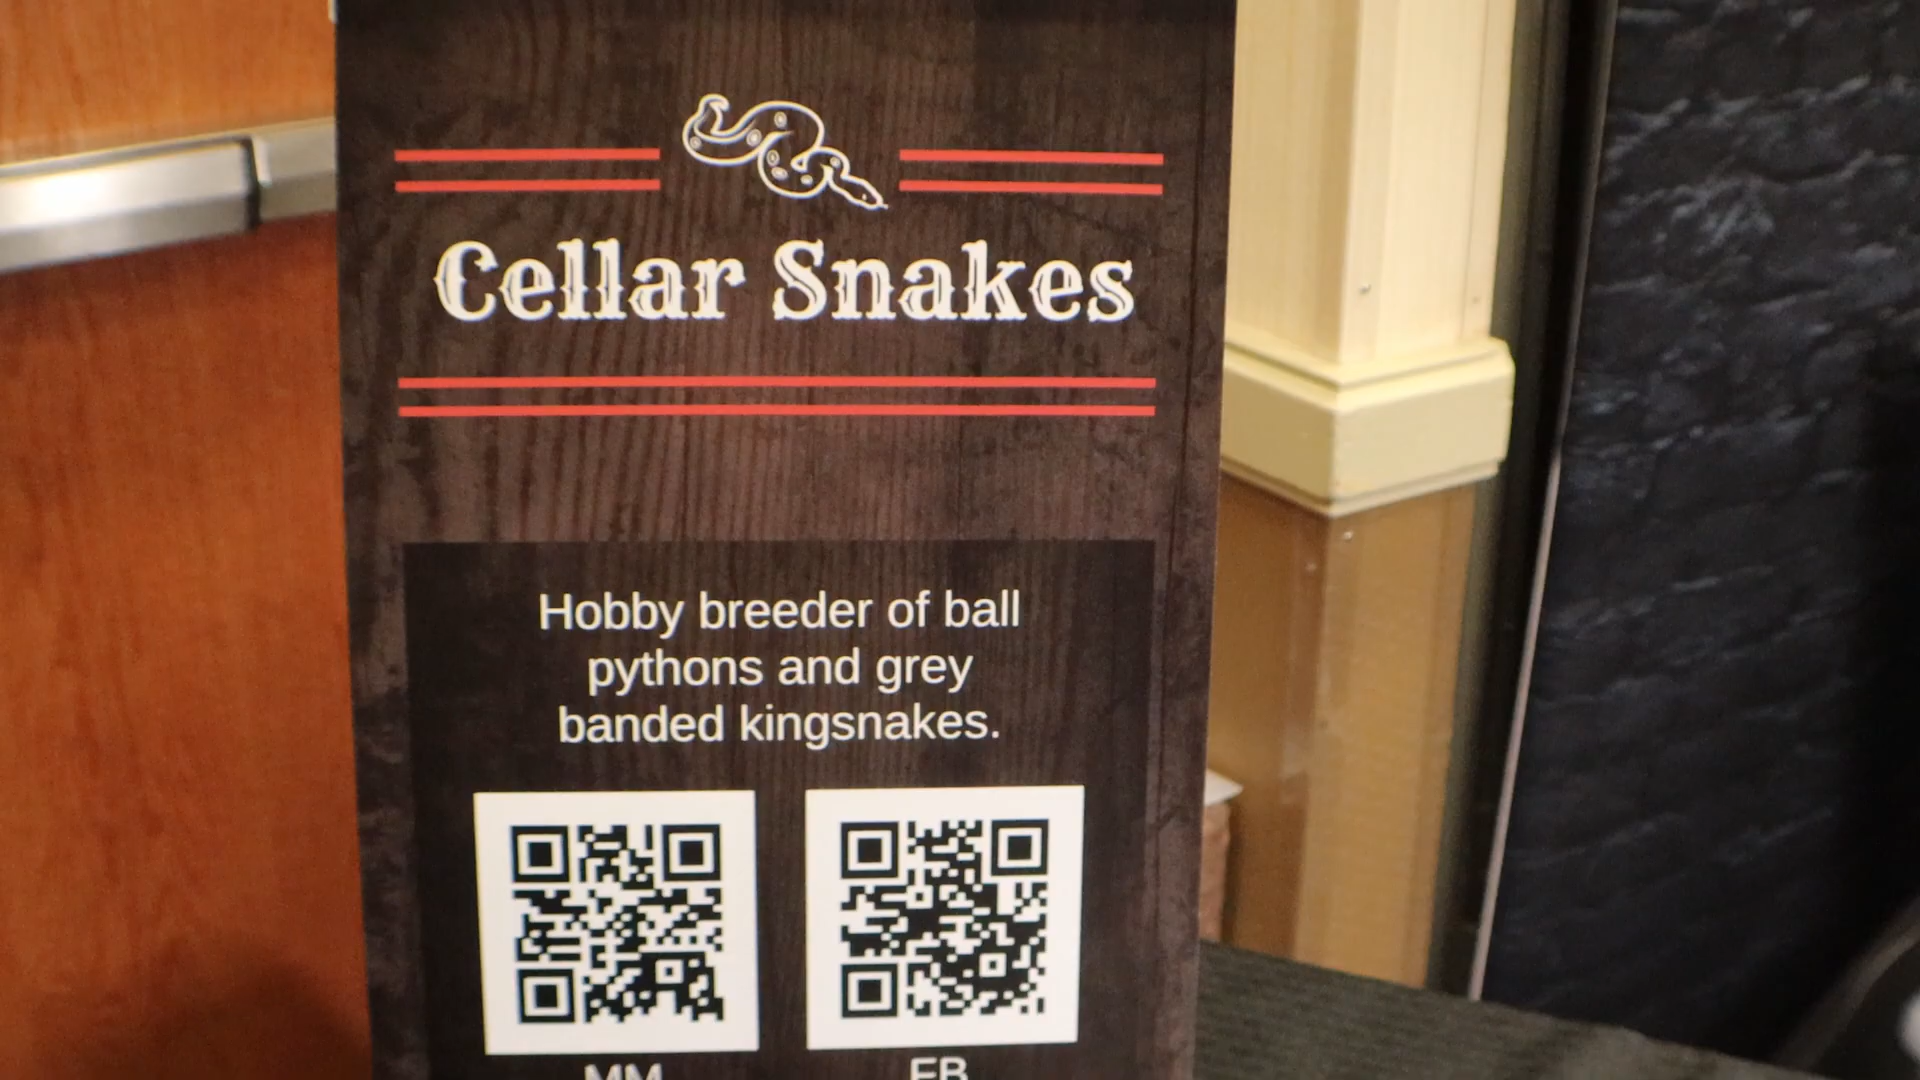 Cellar Snakes
Hobby breeder of ball
pythons and grey
banded kingsnakes.
MM
FB